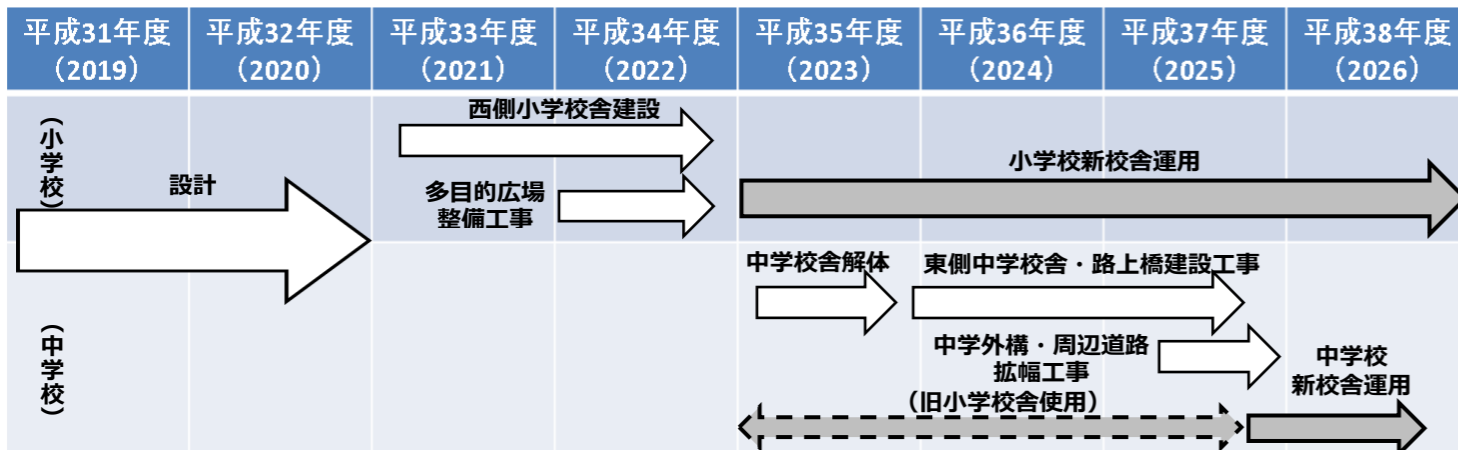 平成31年度
（2019）
平成32年度
（2020）
平成33年度
（2021）
平成34年度
（2022）
平成35年度
（2023）
平成36年度
（2024）
平成37年度
（2025）
平成38年度
（2026）
（小学校）
設計
西側小学校舎建設
多目的広場
整備工事
小学校新校舎運用
（中学校）
中学校舎解体
東側中学校舎・路上橋建設工事
中学外構・周辺道路
拡幅工事
（旧小学校舎使用）
中学校
新校舎運用